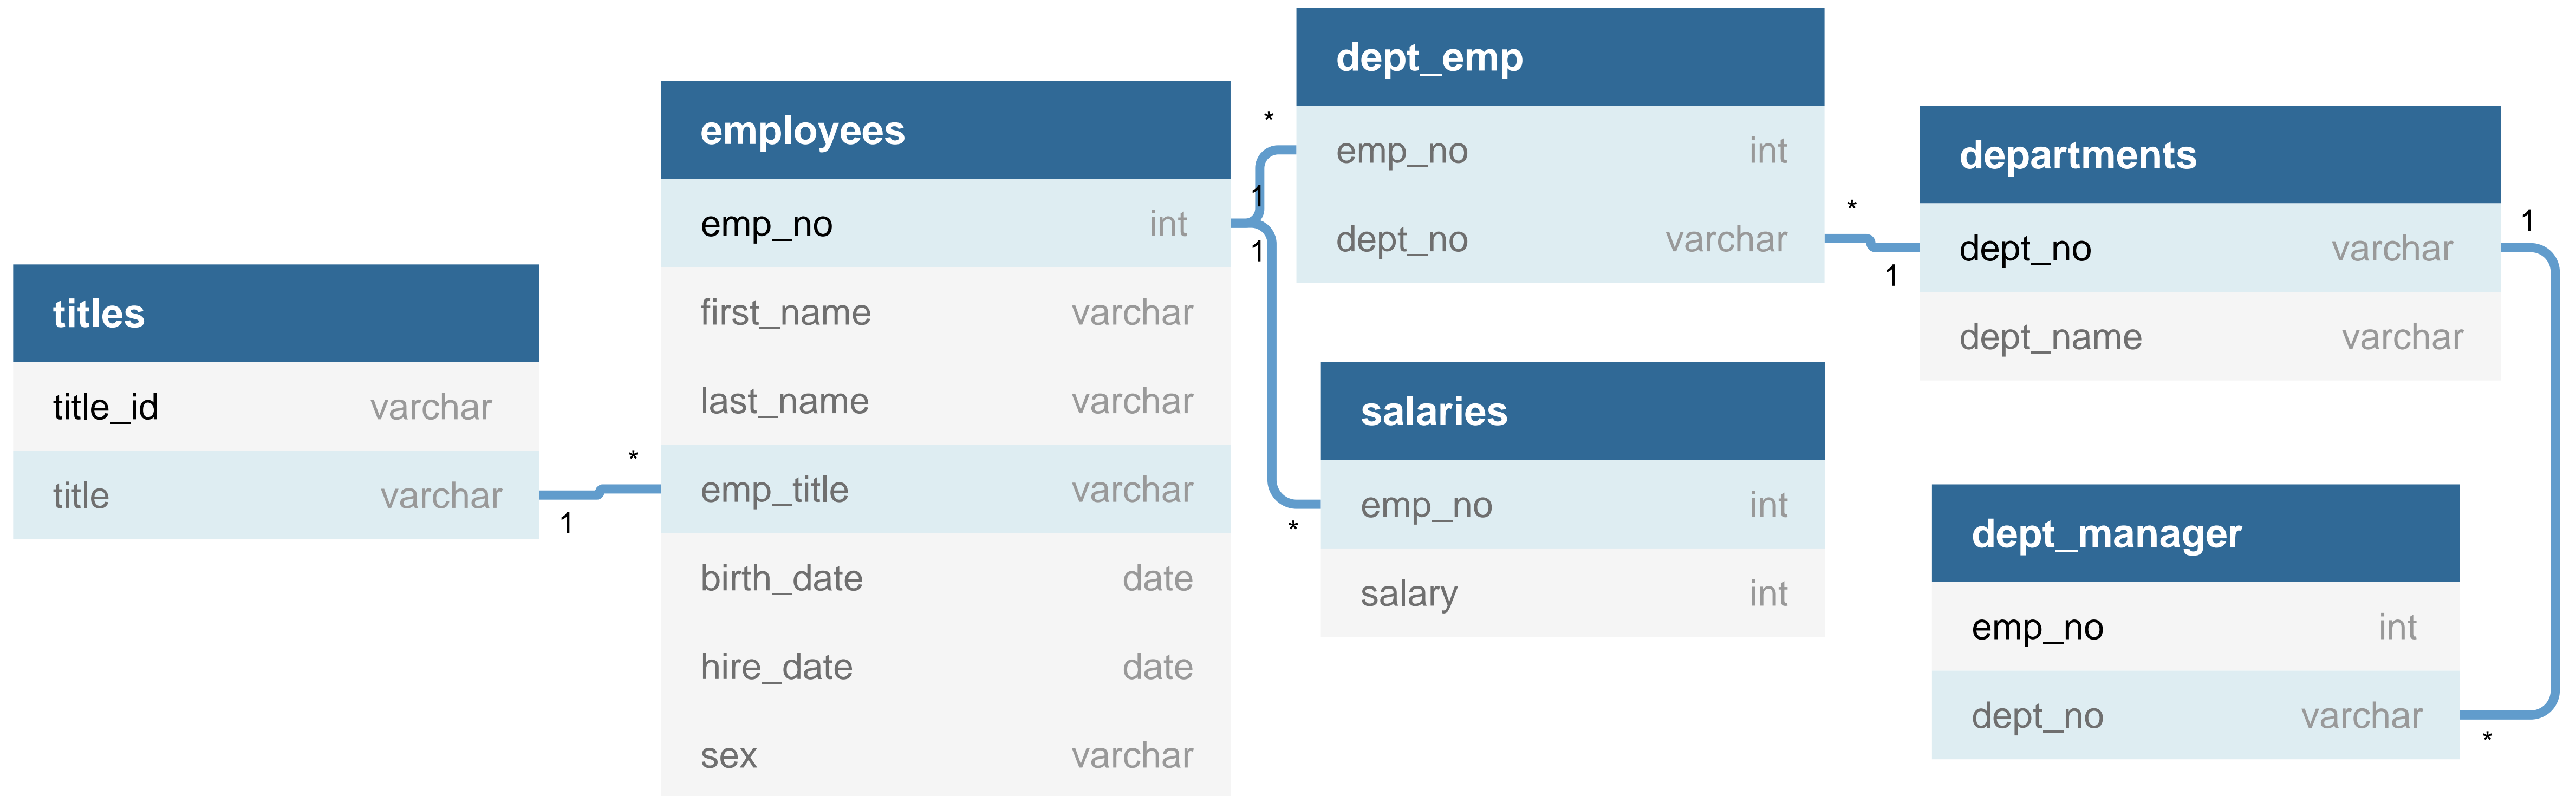 titles
title_id varchar
title varchar
1
*
employees
emp_no int
first_name varchar
last_name varchar
emp_title varchar
birth_date date
hire_date date
sex varchar
1
1
*
*
dept_emp
emp_no int
dept_no varchar
salaries
emp_no int
salary int
*
1
departments
dept_no varchar
dept_name varchar
1
*
dept_manager
emp_no int
dept_no varchar